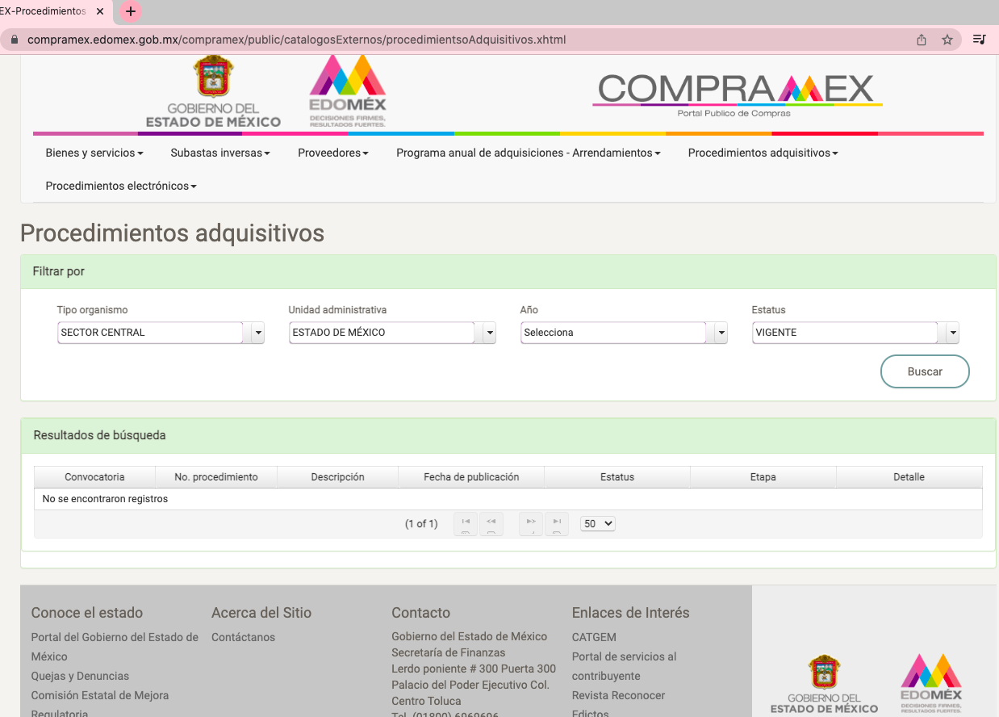 EX-Procedimientos
compramex.edomex.gob.mx/compramex/public/catalogosExternos/procedimientsoAdquisitivos.xhtml
GOBIERNO DEL
ESTADO DE MÉXICO
EDOMÉX
DECISIONES FIRMES,
RESULTADOS FUERTES.
COMPRAMEX
Portal Publico de Compras
Bienes y servicios Subastas inversas Proveedores Programa anual de adquisiciones - Arrendamientos Procedimientos adquisitivos
Procedimientos electrónicos
Procedimientos adquisitivos
Filtrar por
Tipo organismo Unidad administrativa Año Estatus
SECTOR CENTRAL ESTADO DE MÉXICO Selecciona VIGENTE
Buscar
Resultados de búsqueda
Convocatoria No. procedimiento Descripción Fecha de publicación Estatus Etapa Detalle
No se encontraron registros
(1 of 1) 50
Conoce el estado
Portal del Gobierno del Estado de
México
Quejas y Denuncias
Comisión Estatal de Mejora
Regulatoria
Acerca del Sitio
Contáctanos
Contacto
Gobierno del Estado de México
Secretaría de Finanzas
Lerdo poniente # 300 Puerta 300
Palacio del Poder Ejecutivo Col.
Centro Toluca
Tel. (01800) 6969696
Enlaces de Interés
CATGEM
Portal de servicios al
contribuyente
Revista Reconocer
Edictos
GOBIERNO DEL
ESTADO DE MÉXICO
EDOMÉX
DECISIONES FIRMES,
RESULTADOS FUERTES.